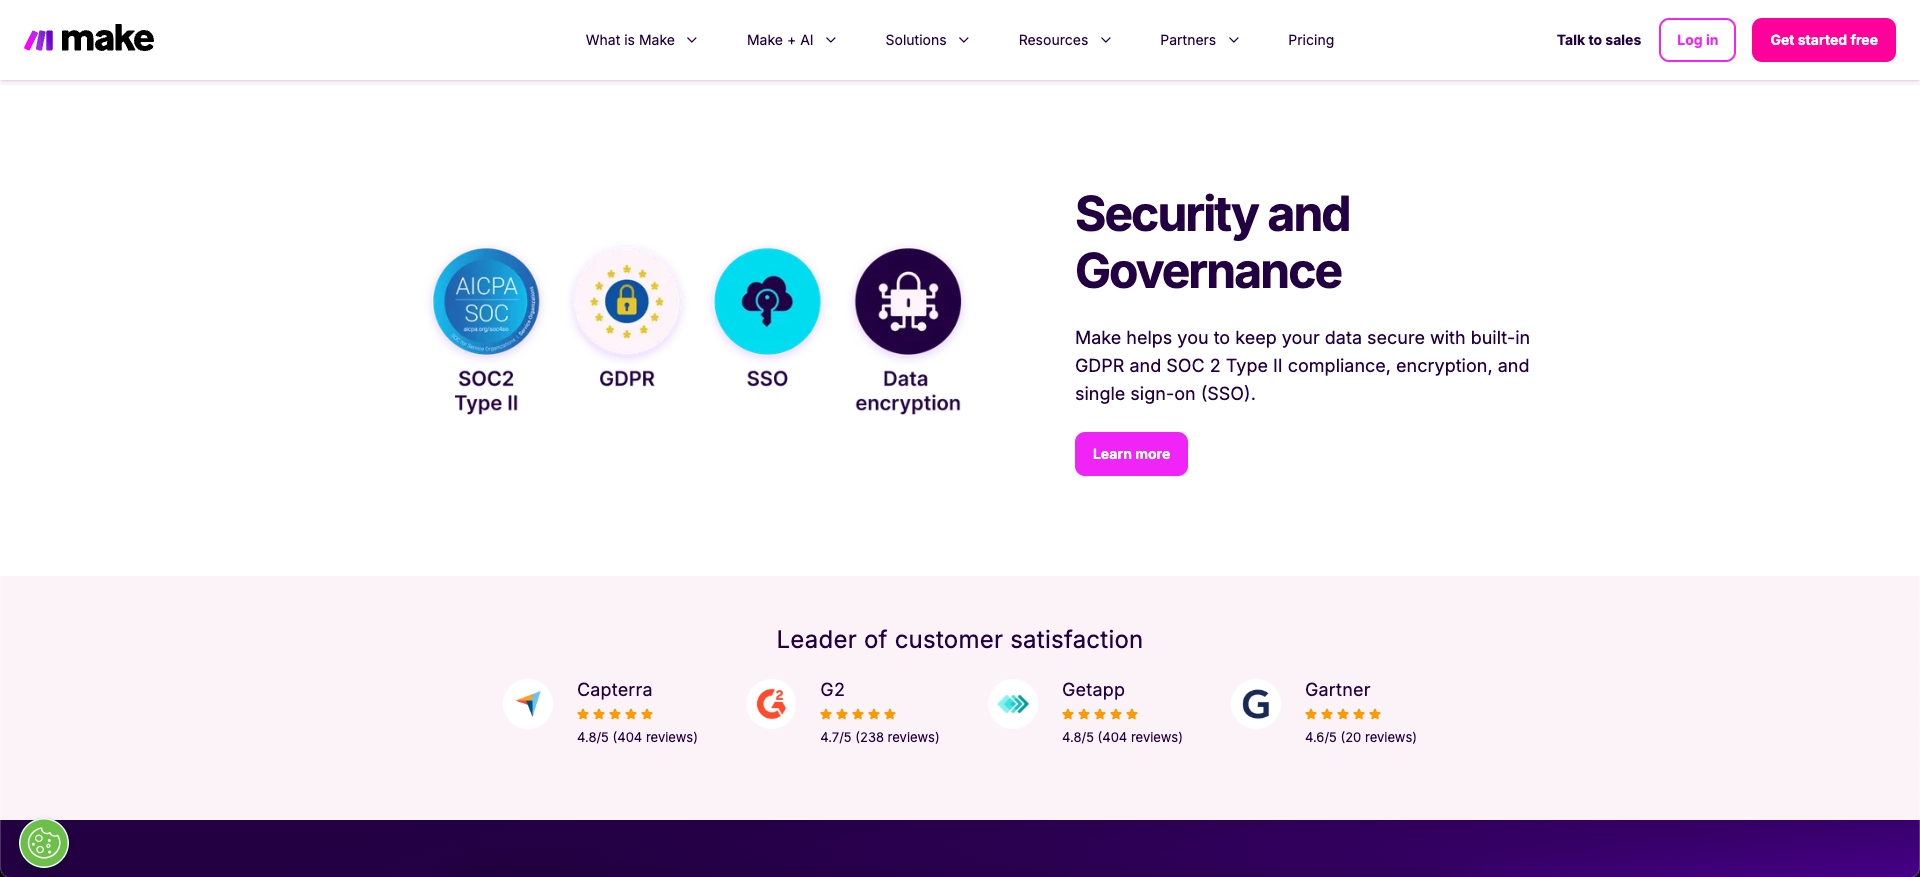 make
What is Make
Make + AI
Solutions
Resources
Partners
Pricing
Talk to sales
Log in
Get started free
AICPA
SOC
aicpa.org/soc4so
SOC for Service Organizations | Service Organizations
SOC2
Type II
GDPR
SSO
Data
encryption
Security and
Governance
Make helps you to keep your data secure with built-in
GDPR and SOC 2 Type II compliance, encryption, and
single sign-on (SSO).
Learn more
Leader of customer satisfaction
Capterra
4.8/5 (404 reviews)
G2
4.7/5 (238 reviews)
Getapp
4.8/5 (404 reviews)
G
Gartner
4.6/5 (20 reviews)